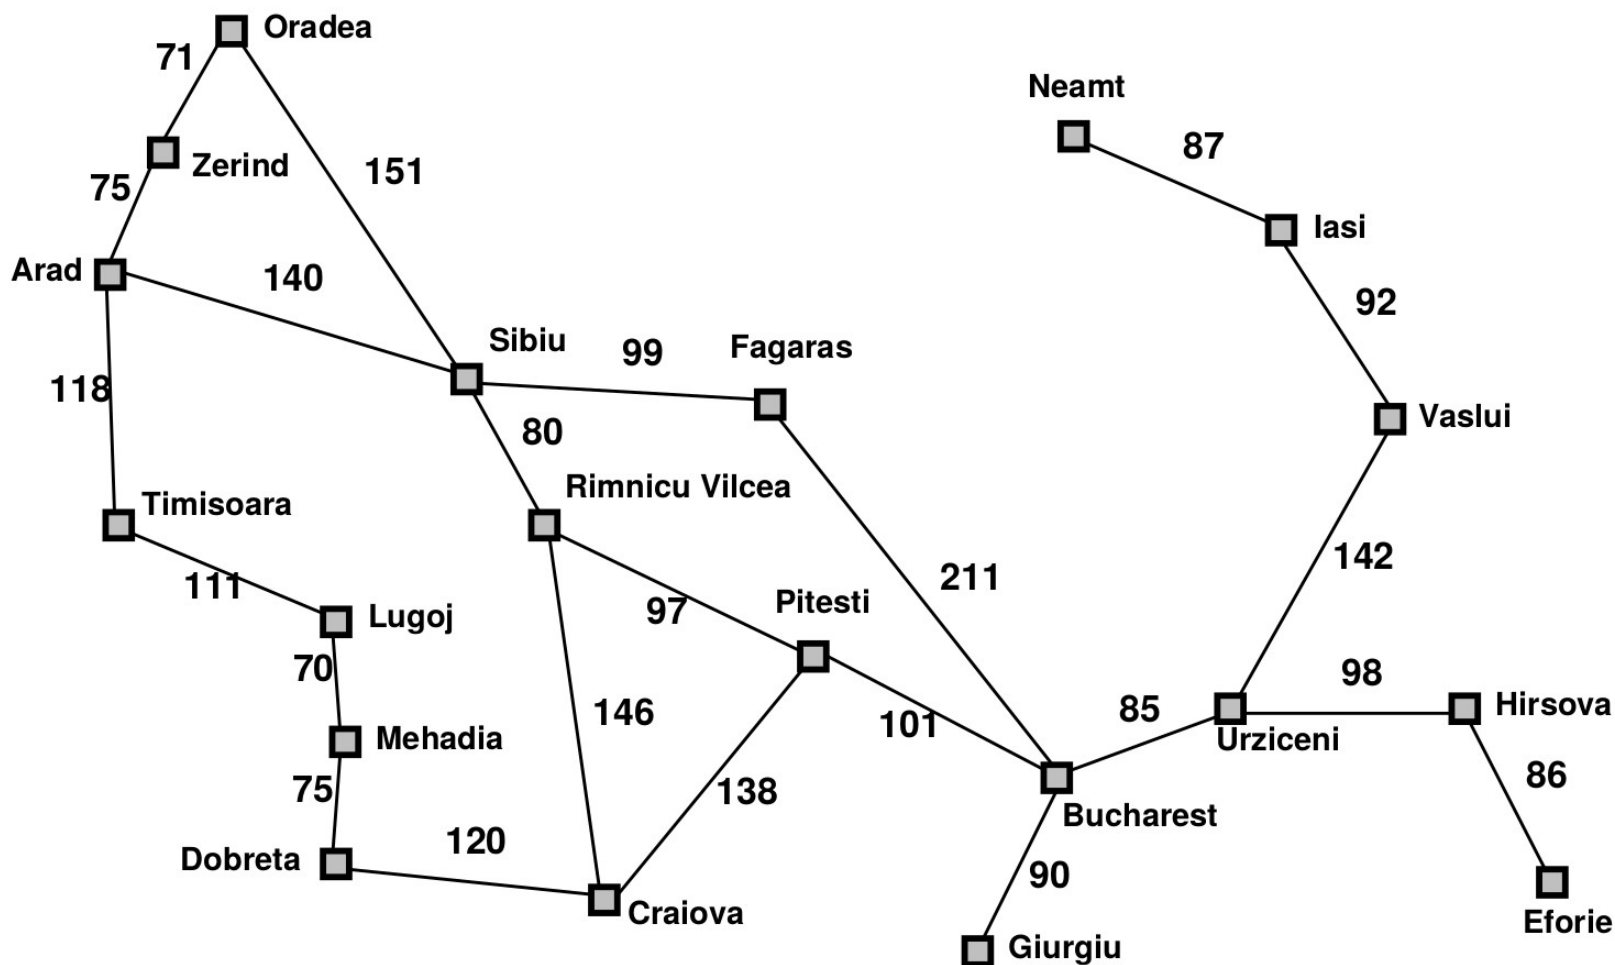 Oradea
71
Neamt
87
Zerind
151
75
Iasi
Arad
140
92
Sibiu
99
Fagaras
118
Vaslui
80
Rimnicu Vilcea
Timisoara
142
111
211
Lugoj
97
Pitesti
70
98
146
101
85
Hirsova
Urziceni
Mehadia
86
75
138
Bucharest
120
Dobreta
90
Craiova
Eforie
Giurgiu